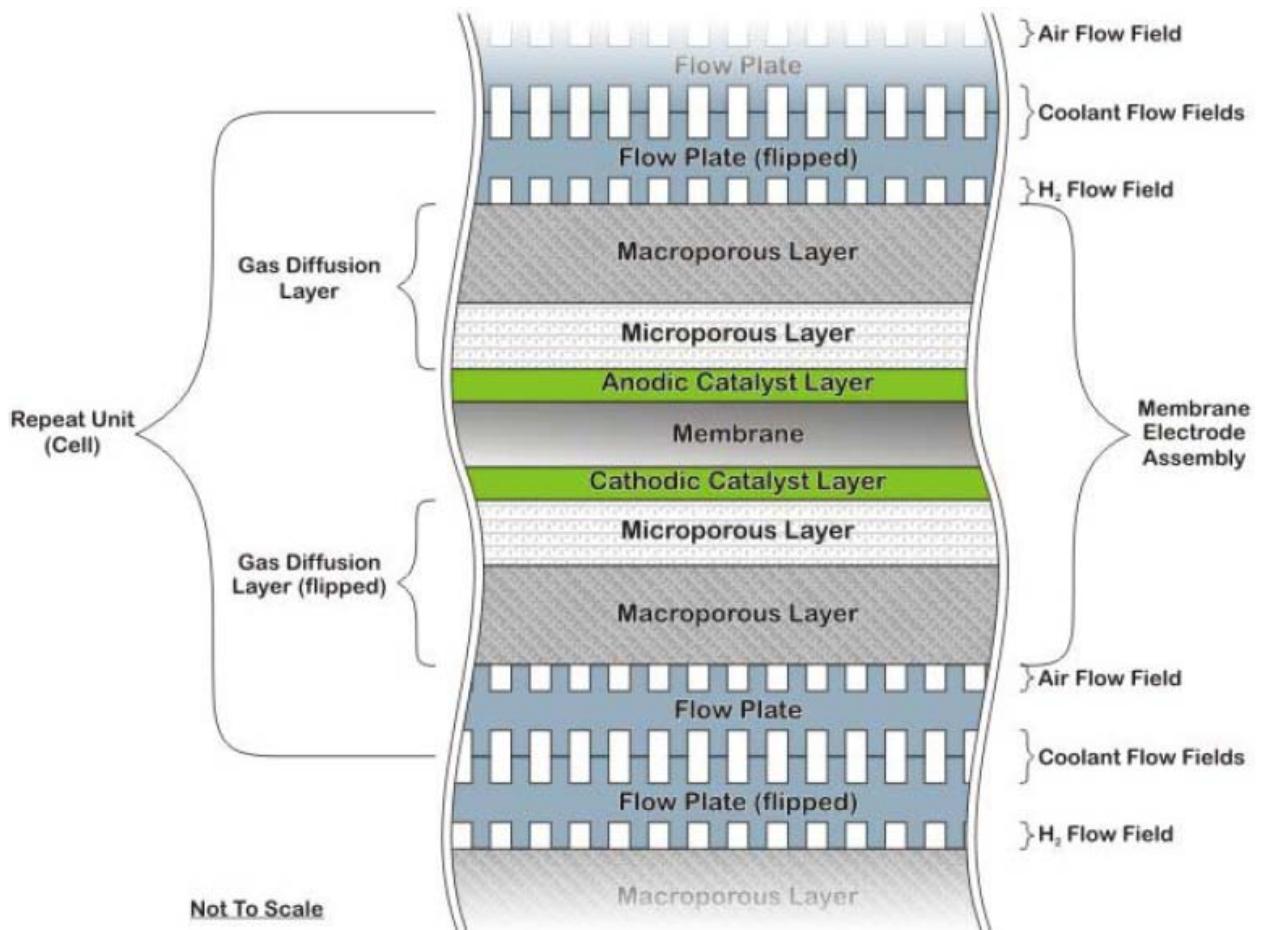 Air Flow Field
Flow Plate
Coolant Flow Fields
Flow Plate (flipped)
H₂ Flow Field
Macroporous Layer
Gas Diffusion
Layer
Microporous Layer
Anodic Catalyst Layer
Repeat Unit
(Cell)
Membrane
Membrane
Electrode
Assembly
Cathodic Catalyst Layer
Microporous Layer
Gas Diffusion
Layer (flipped)
Macroporous Layer
Air Flow Field
Flow Plate
Coolant Flow Fields
Flow Plate (flipped)
H₂ Flow Field
Macroporous Layer
Not To Scale